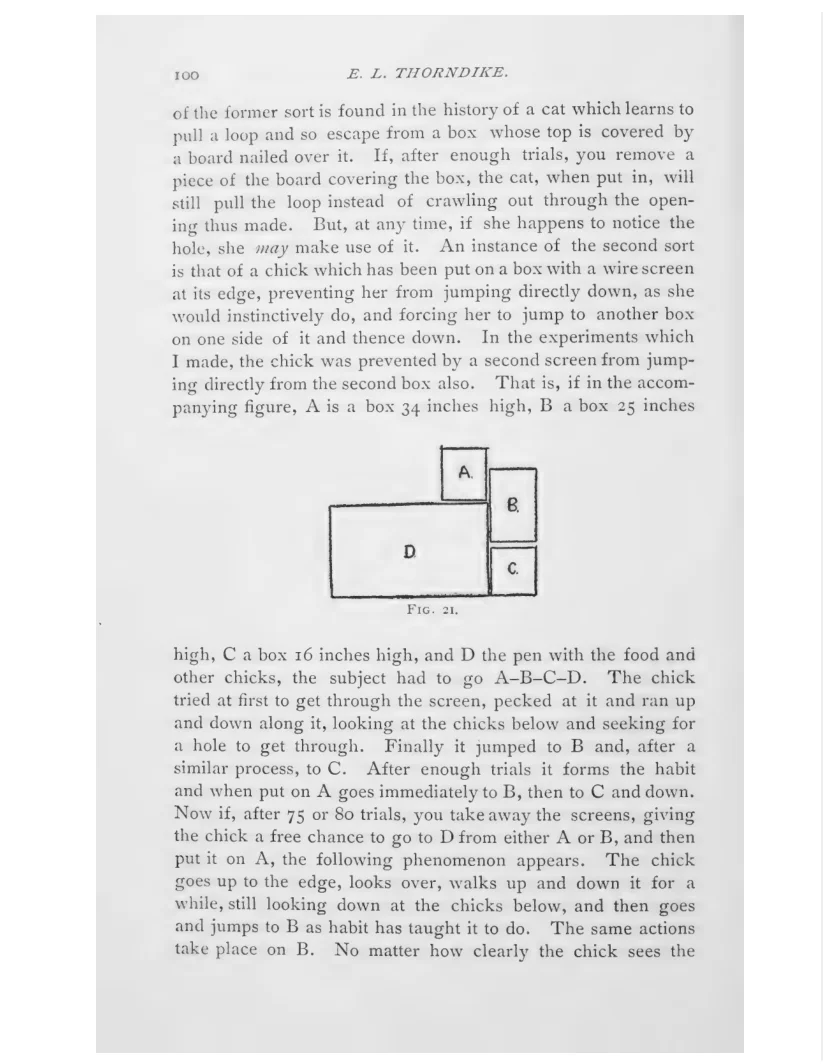 100
E. L. THORNDIKE.
of the former sort is found in the history of a cat which learns to
pull a loop and so escape from a box whose top is covered by
a board nailed over it. If, after enough trials, you remove a
piece of the board covering the box, the cat, when put in, will
still pull the loop instead of crawling out through the open-
ing thus made. But, at any time, if she happens to notice the
hole, she may make use of it. An instance of the second sort
is that of a chick which has been put on a box with a wire screen
at its edge, preventing her from jumping directly down, as she
would instinctively do, and forcing her to jump to another box
on one side of it and thence down. In the experiments which
I made, the chick was prevented by a second screen from jump-
ing directly from the second box also. That is, if in the accom-
panying figure, A is a box 34 inches high, B a box 25 inches
A.
B.
D
C.
FIG. 21.
high, C a box 16 inches high, and D the pen with the food and
other chicks, the subject had to go A–B–C–D. The chick
tried at first to get through the screen, pecked at it and ran up
and down along it, looking at the chicks below and seeking for
a hole to get through. Finally it jumped to B and, after a
similar process, to C. After enough trials it forms the habit
and when put on A goes immediately to B, then to C and down.
Now if, after 75 or 80 trials, you take away the screens, giving
the chick a free chance to go to D from either A or B, and then
put it on A, the following phenomenon appears. The chick
goes up to the edge, looks over, walks up and down it for a
while, still looking down at the chicks below, and then goes
and jumps to B as habit has taught it to do. The same actions
take place on B. No matter how clearly the chick sees the